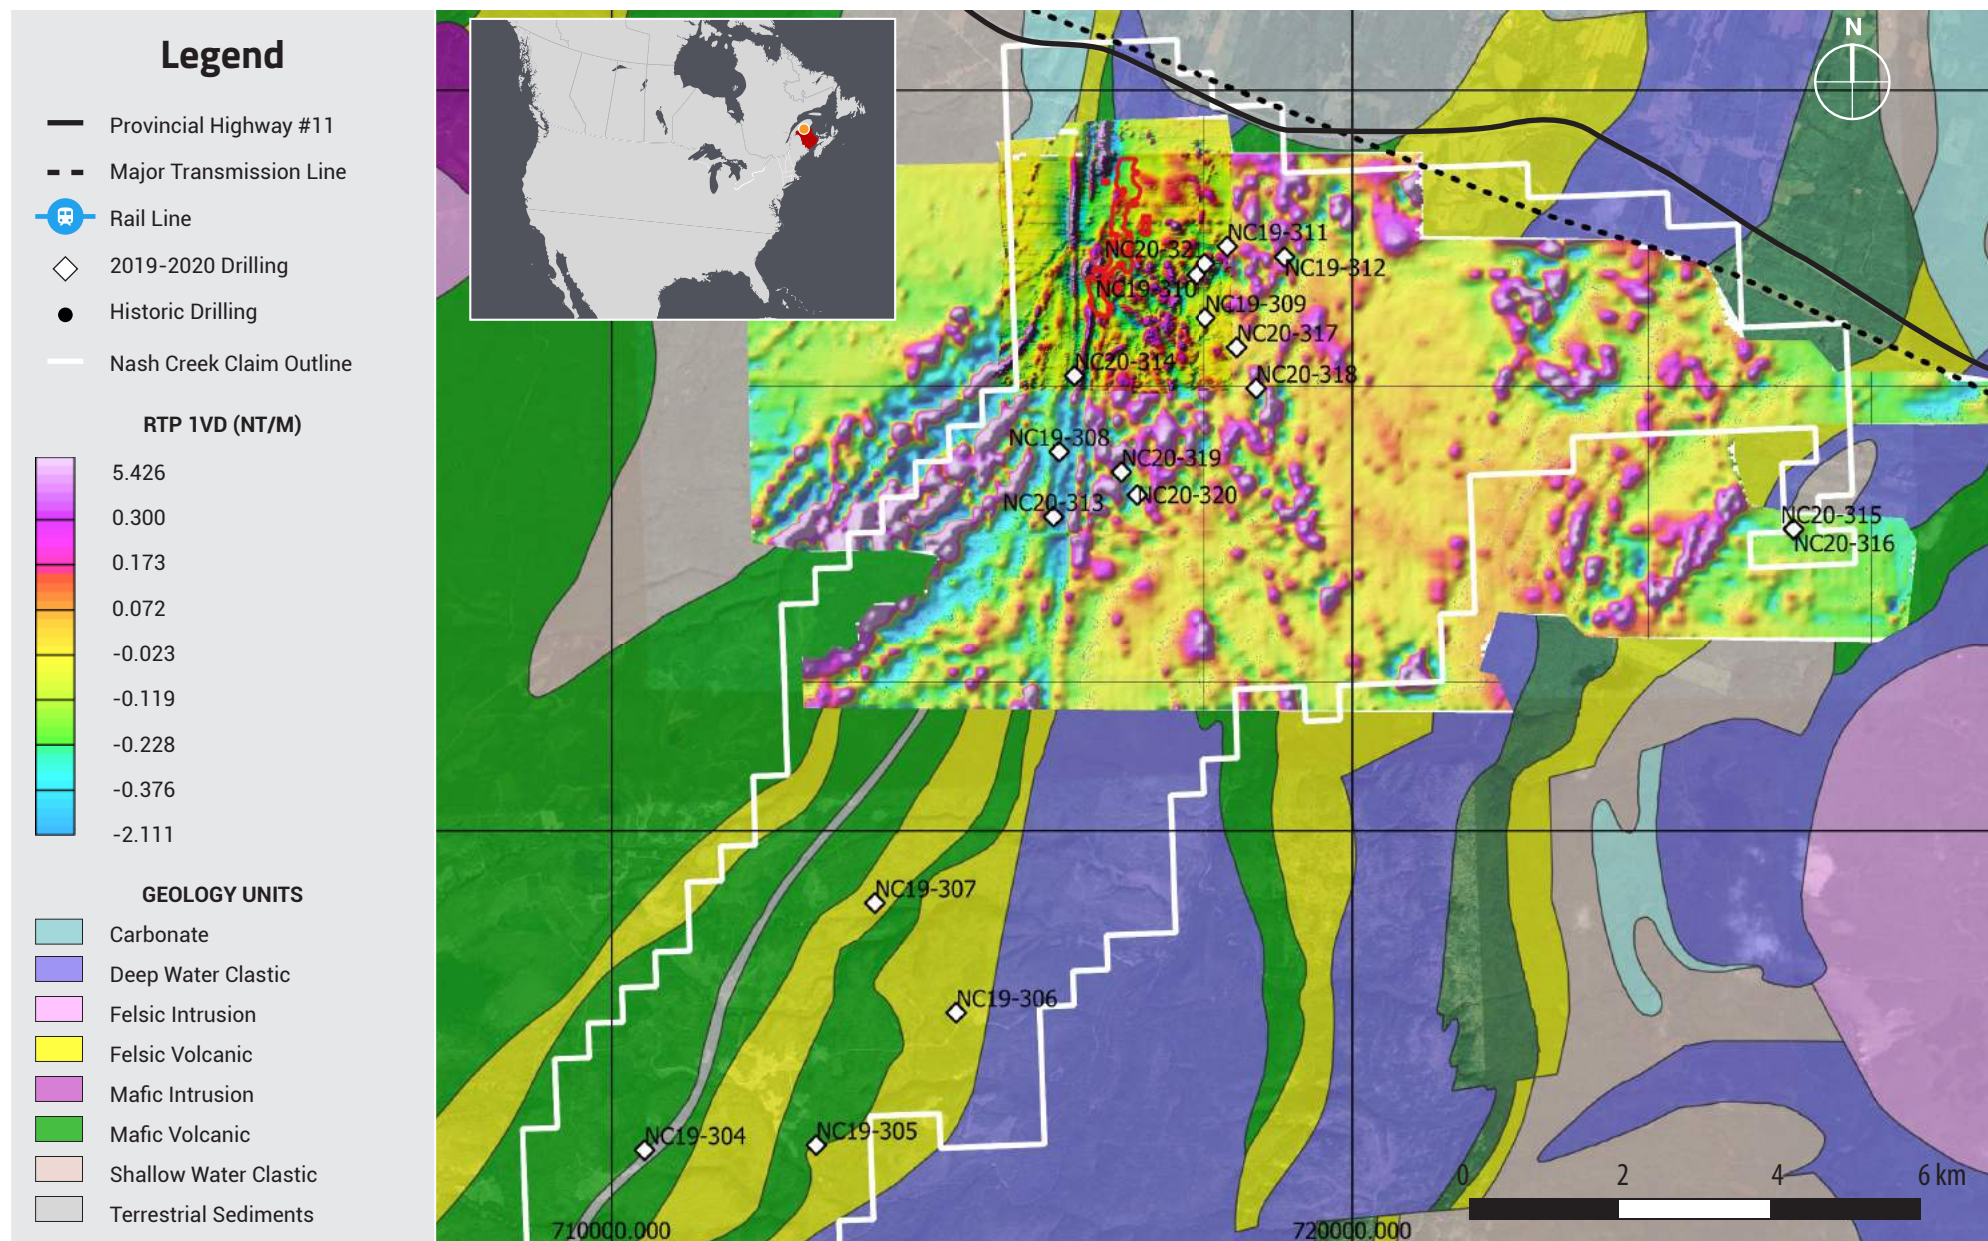 Legend
Provincial Highway #11
Major Transmission Line
Rail Line
2019-2020 Drilling
Historic Drilling
Nash Creek Claim Outline
RTP 1VD (NT/M)
5.426
0.300
0.173
0.072
-0.023
-0.119
-0.228
-0.376
-2.111
GEOLOGY UNITS
Carbonate
Deep Water Clastic
Felsic Intrusion
Felsic Volcanic
Mafic Intrusion
Mafic Volcanic
Shallow Water Clastic
Terrestrial Sediments
N
NC19-311
NC20-321
NC19-312
NC19-310
NC19-309
NC20-317
NC20-314
NC20-318
NC19-308
NC20-319
NC20-320
NC20-313
NC20-315
NC20-316
NC19-307
NC19-306
NC19-305
NC19-304
0 2 4 6 km
710000.000
720000.000